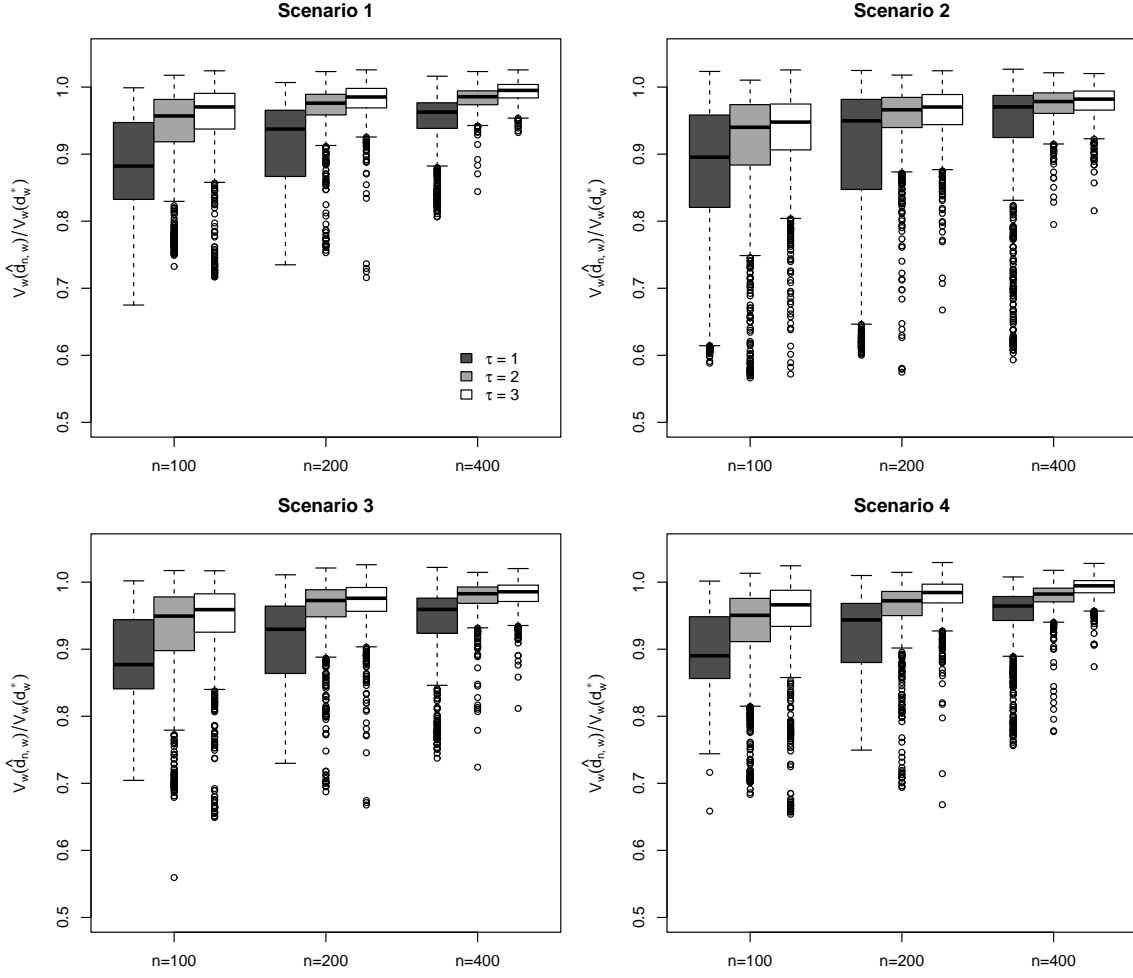 Scenario 1
V_w(d̂_{n, w})/V_w(d_w^*)
1.0
0.9
0.8
0.7
0.6
0.5
τ = 1
τ = 2
τ = 3
n=100 n=200 n=400
Scenario 2
V_w(d̂_{n, w})/V_w(d_w^*)
1.0
0.9
0.8
0.7
0.6
0.5
n=100 n=200 n=400
Scenario 3
V_w(d̂_{n, w})/V_w(d_w^*)
1.0
0.9
0.8
0.7
0.6
0.5
n=100 n=200 n=400
Scenario 4
V_w(d̂_{n, w})/V_w(d_w^*)
1.0
0.9
0.8
0.7
0.6
0.5
n=100 n=200 n=400